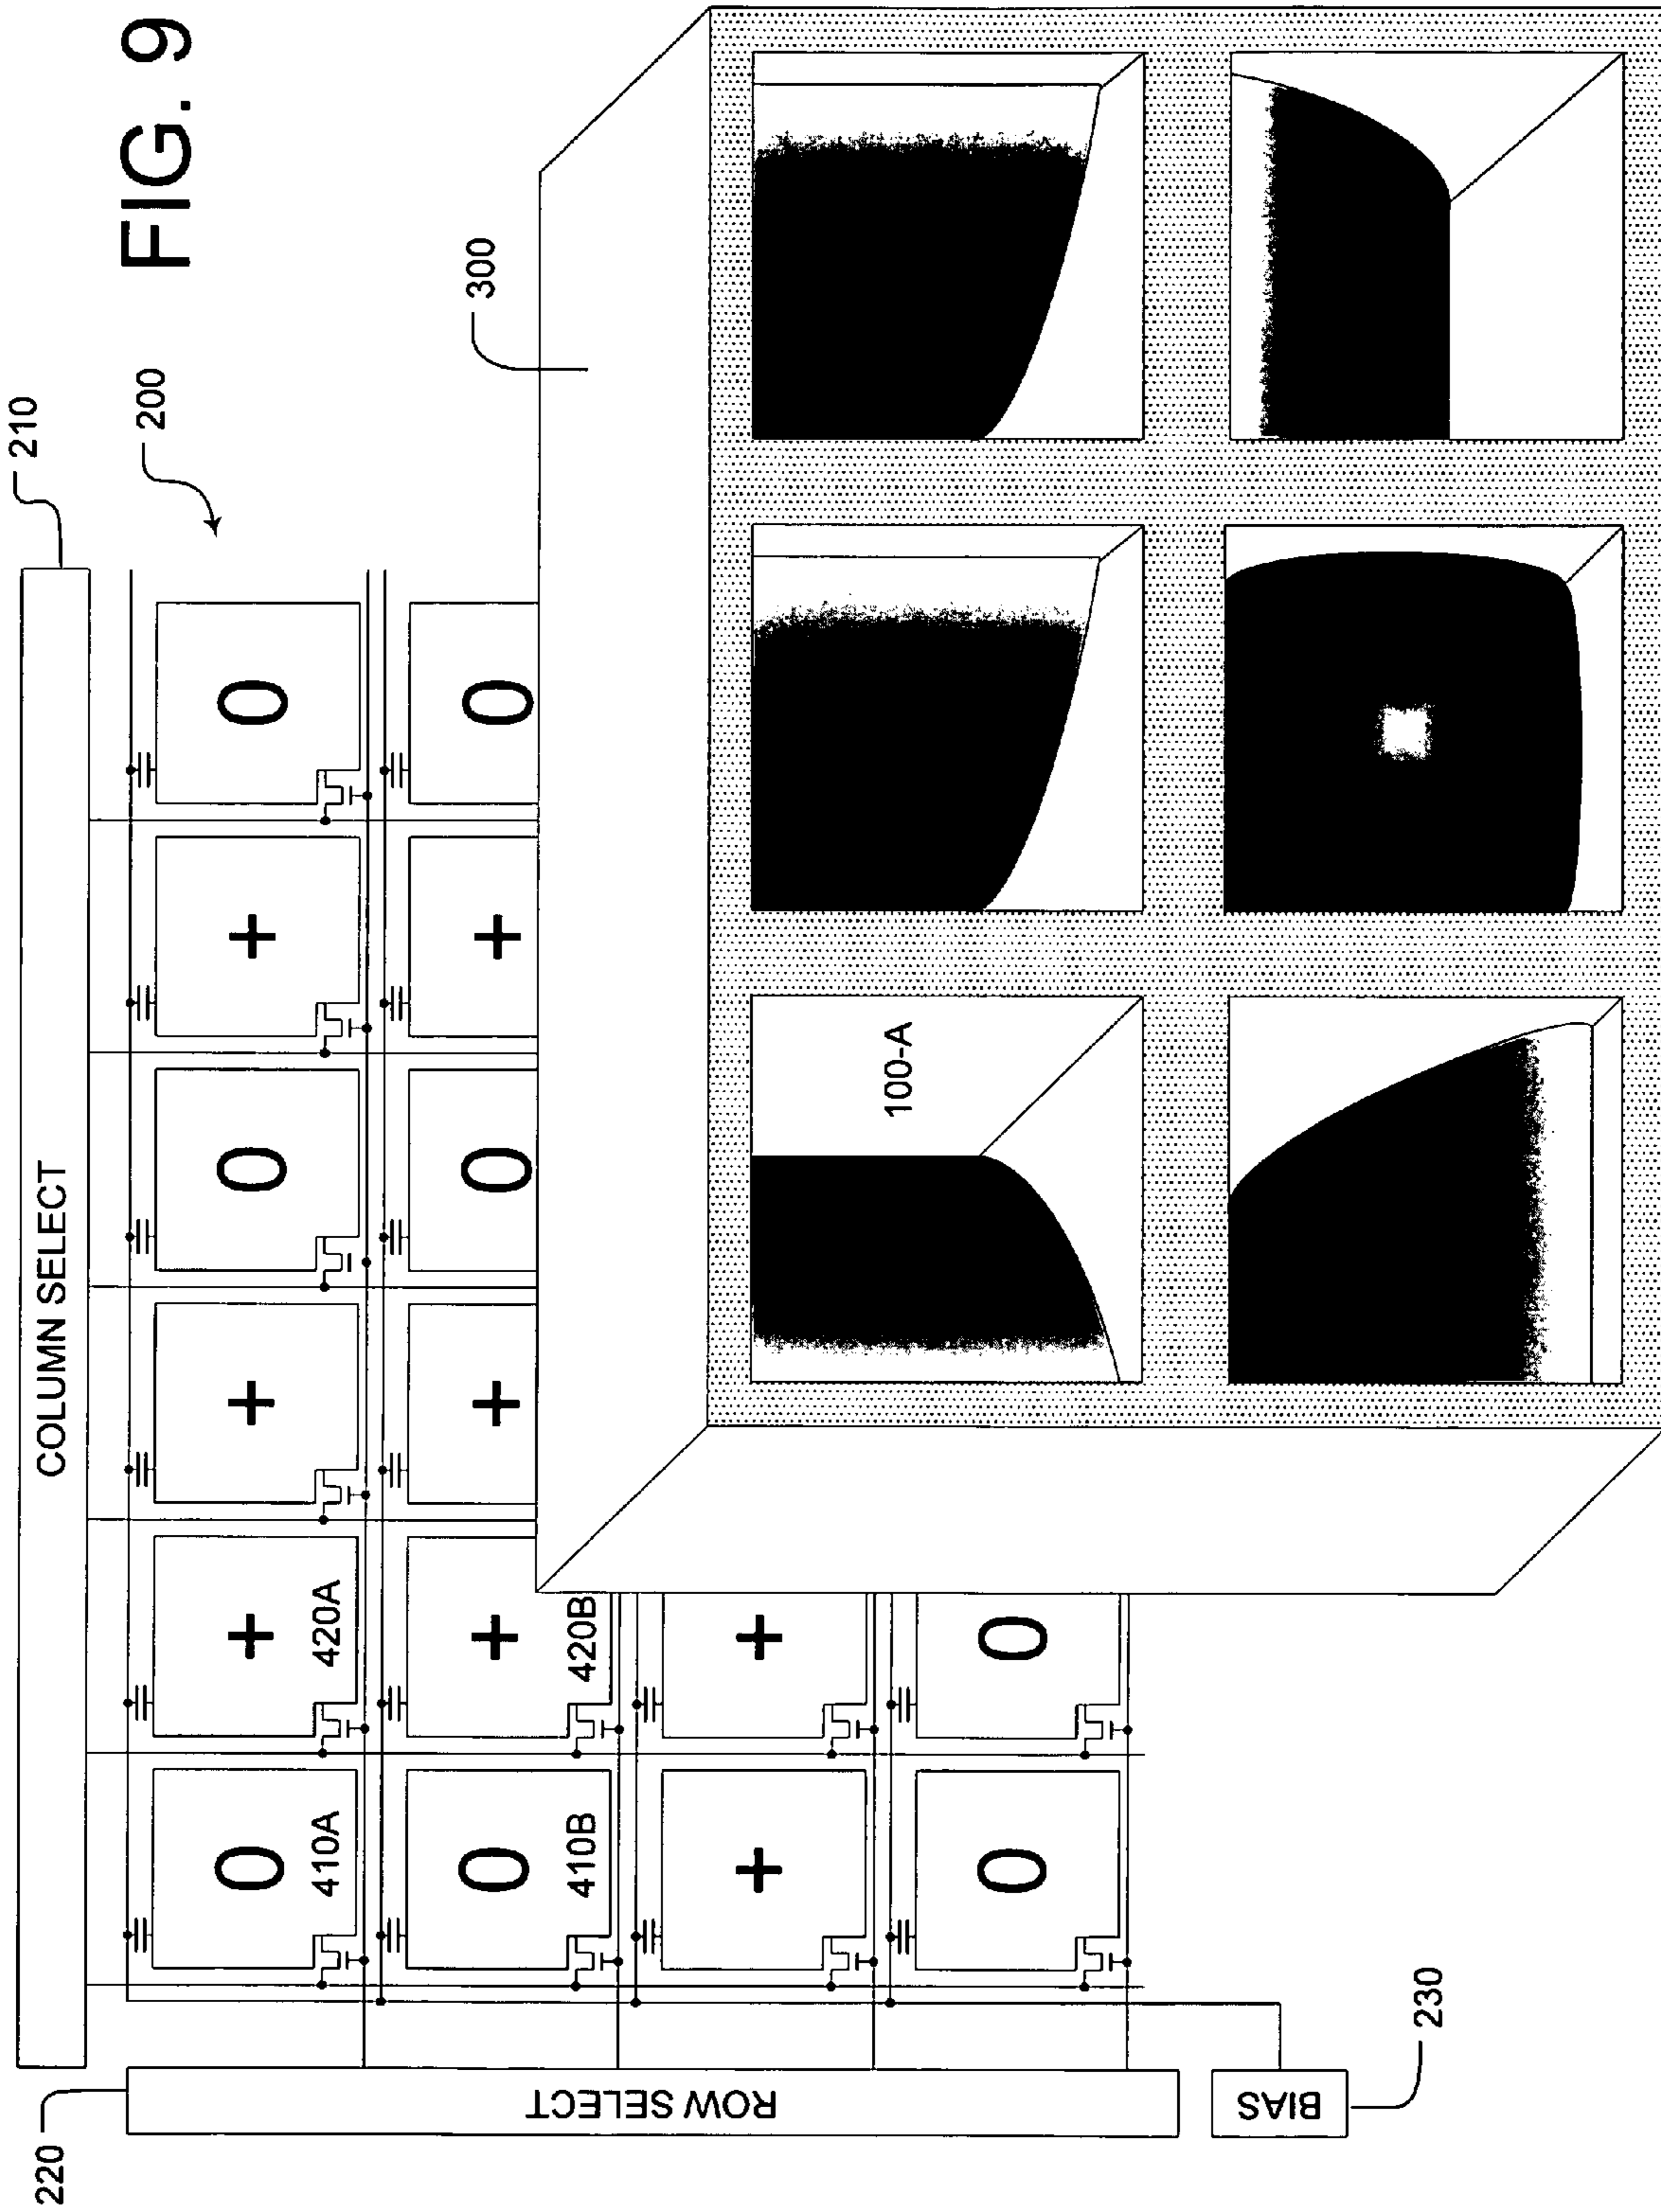 FIG. 9
210
COLUMN SELECT
200
220
ROW SELECT
0 + + 0 + 0
410A 420A
0 + + 0 + 0
410B 420B
300
+ +
0 0
100-A
BIAS
230